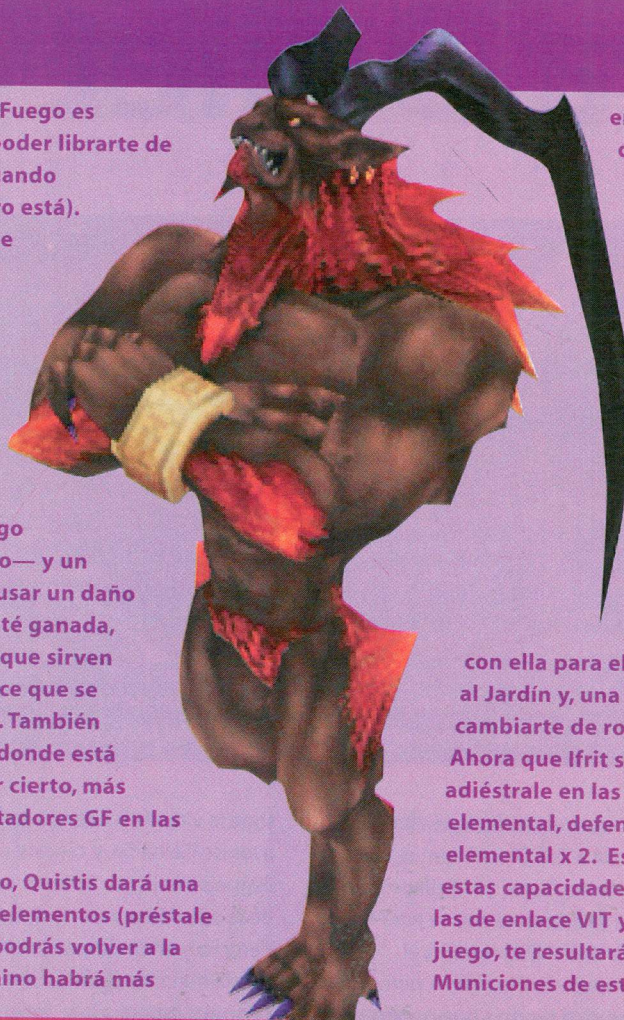 Fuego es
oder librarte de
ando
o está).
e
go
o— y un
usar un daño
té ganada,
que sirven
ce que se
. También
donde está
r cierto, más
tadores GF en las
o, Quistis dará una
elementos (préstale
podrás volver a la
nino habrá más
con ella para el
al Jardín y, una
cambiarte de ro
Ahora que Ifrit s
adiéstrale en las
elemental, defen
elemental x 2. Es
estas capacidade
las de enlace VIT y
juego, te resultará
Municiones de est